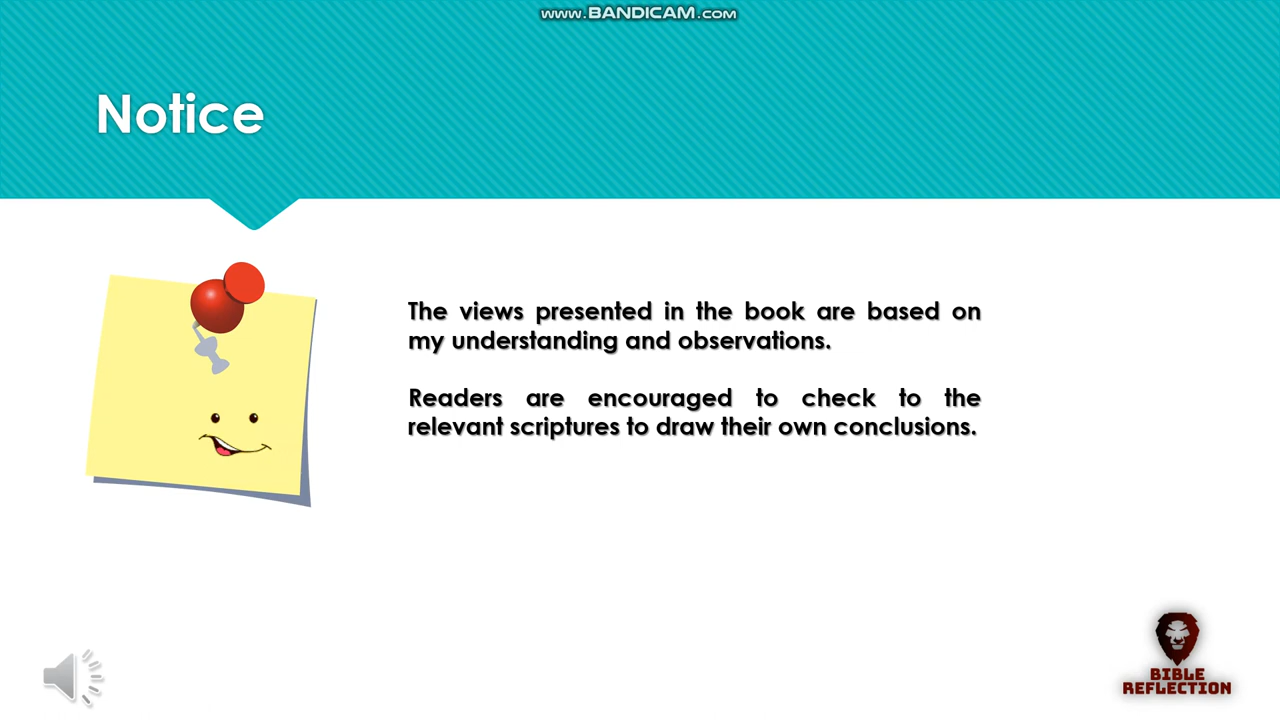 www.BANDICAM.com
Notice
The views presented in the book are based on
my understanding and observations.
Readers are encouraged to check to the
relevant scriptures to draw their own conclusions.
BIBLE
REFLECTION